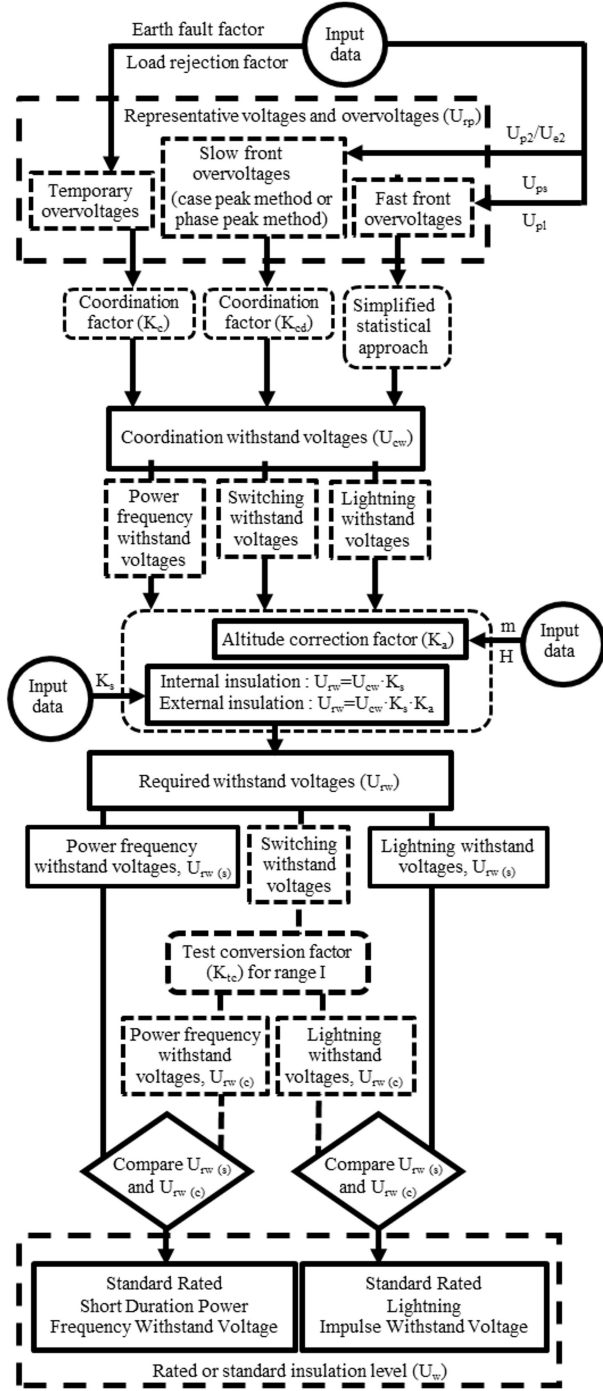 Earth fault factor
Input
data
Load rejection factor
Representative voltages and overvoltages (Urp)
Up2/Ue2
Slow front
overvoltages
(case peak method or
phase peak method)
Temporary
overvoltages
Fast front
overvoltages
Ups
Upl
Coordination
factor (Kc)
Coordination
factor (Kcd)
Simplified
statistical
approach
Coordination withstand voltages (Ucw)
Power
frequency
withstand
voltages
Switching
withstand
voltages
Lightning
withstand
voltages
Altitude correction factor (Ka)
m
H
Input
data
Input
data
Ks
Internal insulation : Urw=Ucw·Ks
External insulation : Urw=Ucw·Ks·Ka
Required withstand voltages (Urw)
Power frequency
withstand voltages, Urw (s)
Switching
withstand
voltages
Lightning withstand
voltages, Urw (s)
Test conversion factor
(Ktc) for range I
Power frequency
withstand
voltages, Urw (c)
Lightning
withstand
voltages, Urw (c)
Compare Urw (s)
and Urw (c)
Compare Urw (s)
and Urw (c)
Standard Rated
Short Duration Power
Frequency Withstand Voltage
Standard Rated
Lightning
Impulse Withstand Voltage
Rated or standard insulation level (Uw)